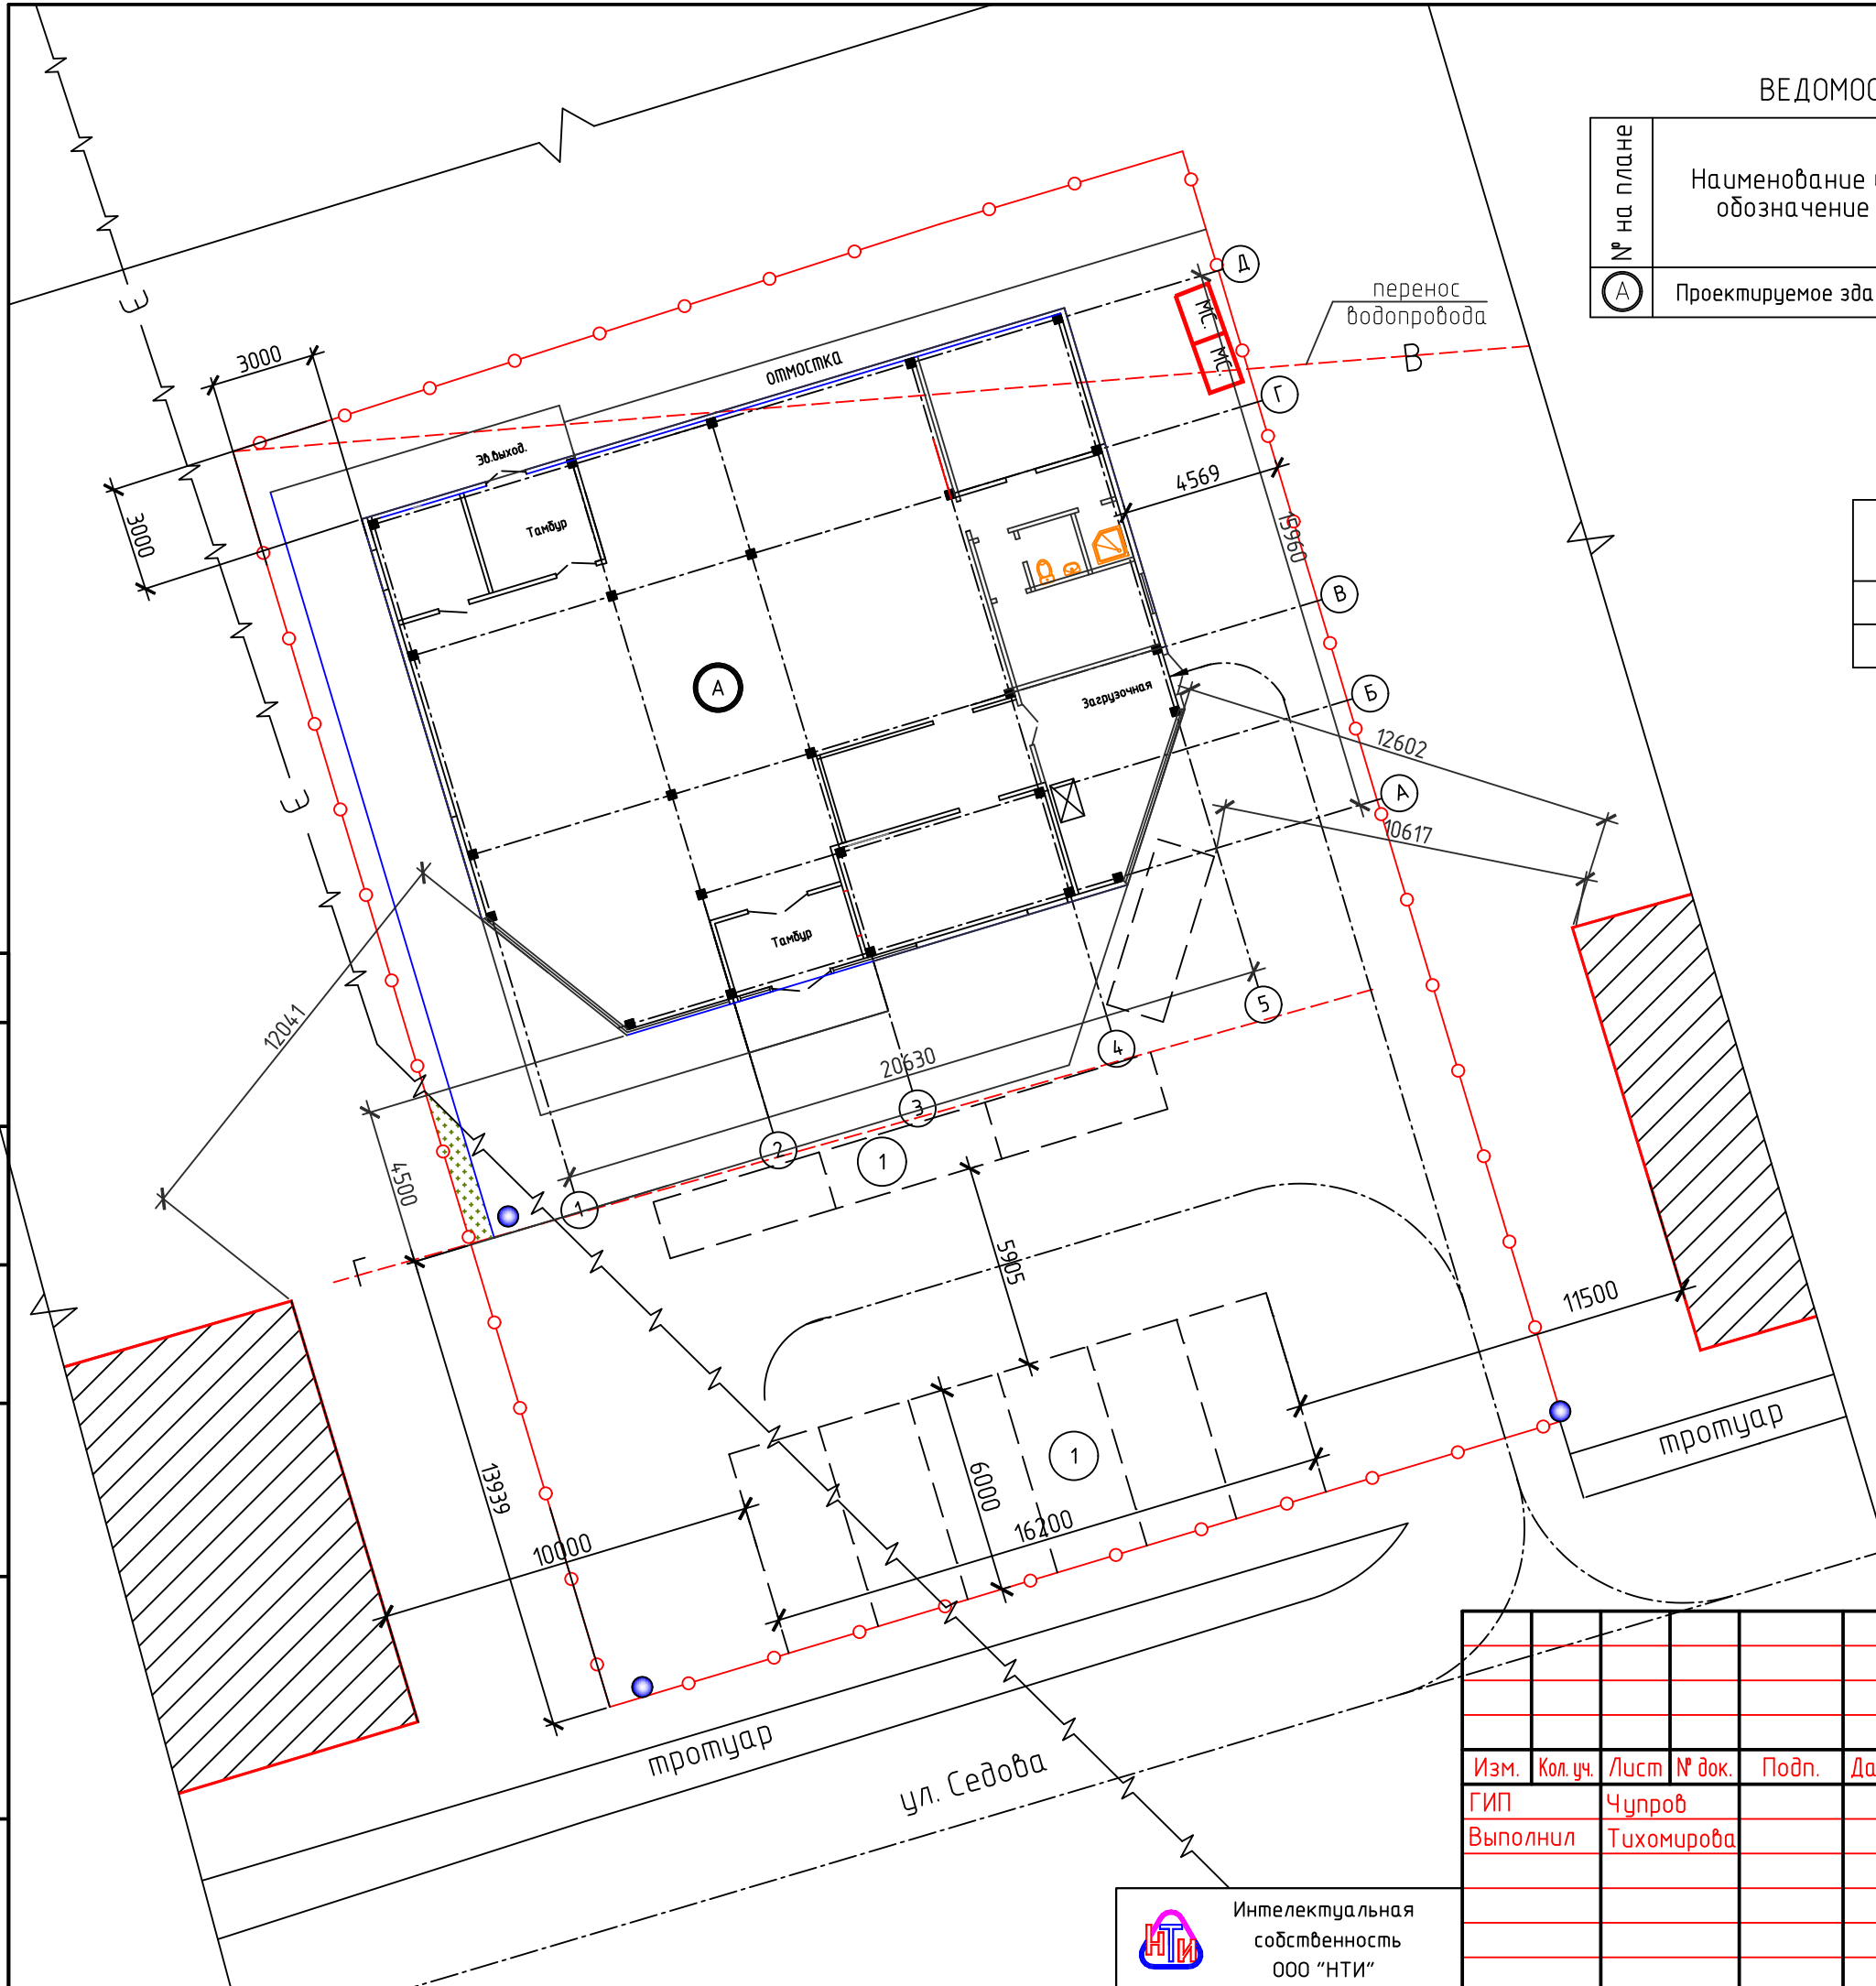 ВЕДОМОС
№ на плане
Наименование
обозначение
А
Проектируемое зда
Э
3000
3000
отмостка
Эв.выход.
Тамбур
МС.
МС.
Д
перенос
водопровода
В
Г
4569
15960
В
А
Загрузочная
Б
12602
А
10617
Тамбур
12041
Э
20630
5
4
3
2
1
1
4500
Г
5905
11500
тротуар
13939
6000
1
10000
16200
тротуар
ул. Седова
Изм.
Кол. уч.
Лист
№ док.
Подп.
Да
ГИП
Чупров
Выполнил
Тихомирова
НТИ
Интелектуальная
собственность
ООО "НТИ"